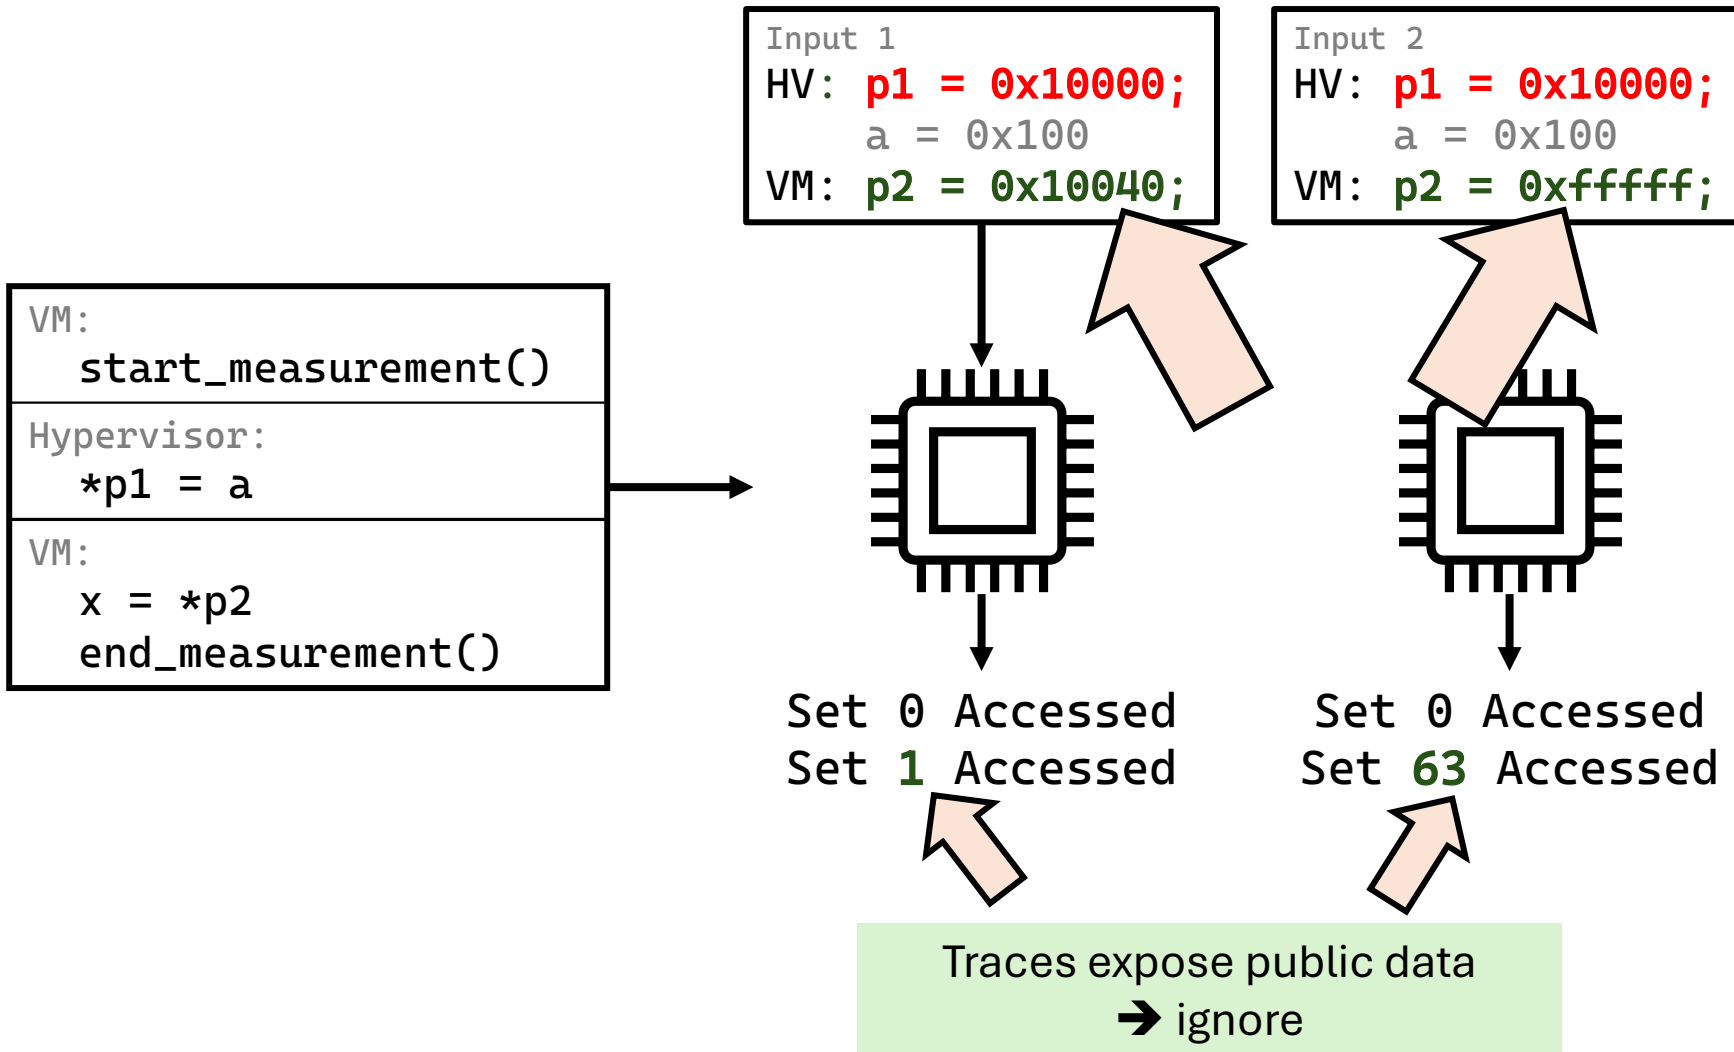 Input 1
HV: p1 = 0x10000;
a = 0x100
VM: p2 = 0x10040;
Input 2
HV: p1 = 0x10000;
a = 0x100
VM: p2 = 0xfffff;
VM:
start_measurement()
Hypervisor:
*p1 = a
VM:
x = *p2
end_measurement()
Set 0 Accessed
Set 1 Accessed
Set 0 Accessed
Set 63 Accessed
Traces expose public data
➔ ignore